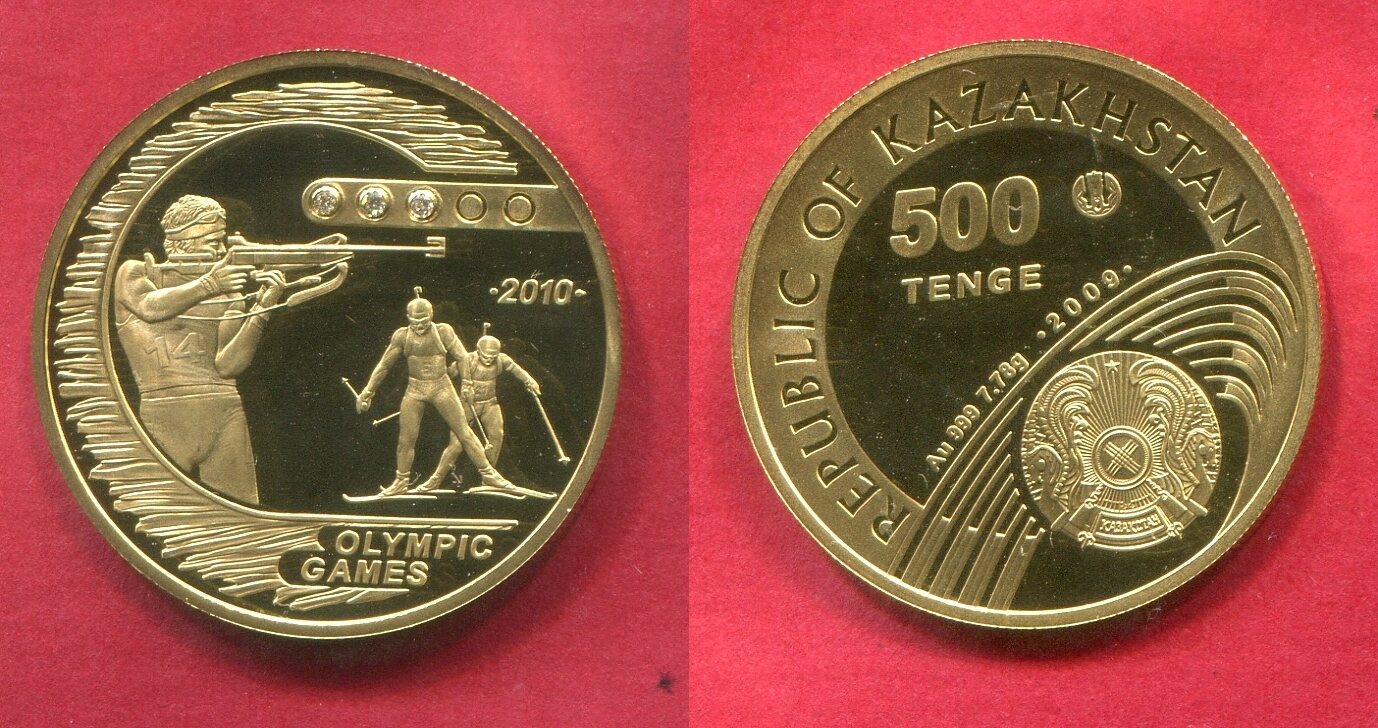 14
·2010·
OLYMPIC
GAMES
REPUBLIC OF KAZAKHSTAN
500
TENGE
Au 999 7.78g
·2009·
ҚАЗАҚСТАН